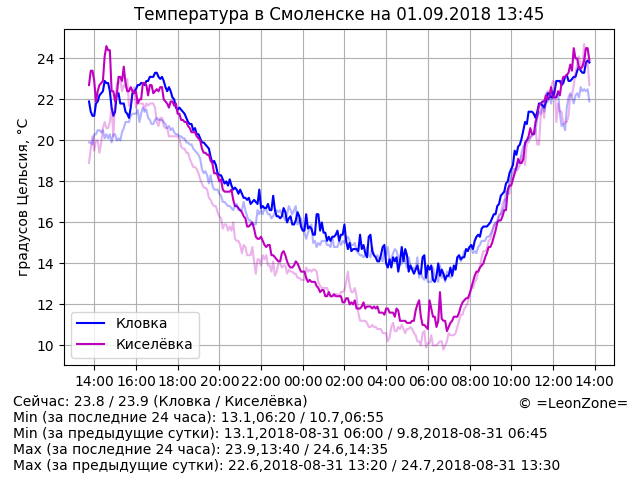 Температура в Смоленске на 01.09.2018 13:45
градусов Цельсия, °C
24
22
20
18
16
14
12
10
Кловка
Киселёвка
14:00 16:00 18:00 20:00 22:00 00:00 02:00 04:00 06:00 08:00 10:00 12:00 14:00
Сейчас: 23.8 / 23.9 (Кловка / Киселёвка)
© =LeonZone=
Min (за последние 24 часа): 13.1,06:20 / 10.7,06:55
Min (за предыдущие сутки): 13.1,2018-08-31 06:00 / 9.8,2018-08-31 06:45
Max (за последние 24 часа): 23.9,13:40 / 24.6,14:35
Max (за предыдущие сутки): 22.6,2018-08-31 13:20 / 24.7,2018-08-31 13:30